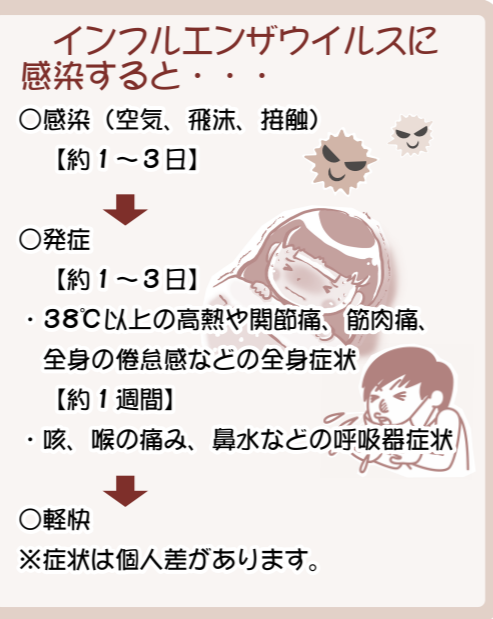 インフルエンザウイルスに
感染すると・・・
〇感染（空気、飛沫、接触）
【約１～３日】
〇発症
【約１～３日】
・38℃以上の高熱や関節痛、筋肉痛、
全身の倦怠感などの全身症状
【約１週間】
・咳、喉の痛み、鼻水などの呼吸器症状
〇軽快
※症状は個人差があります。